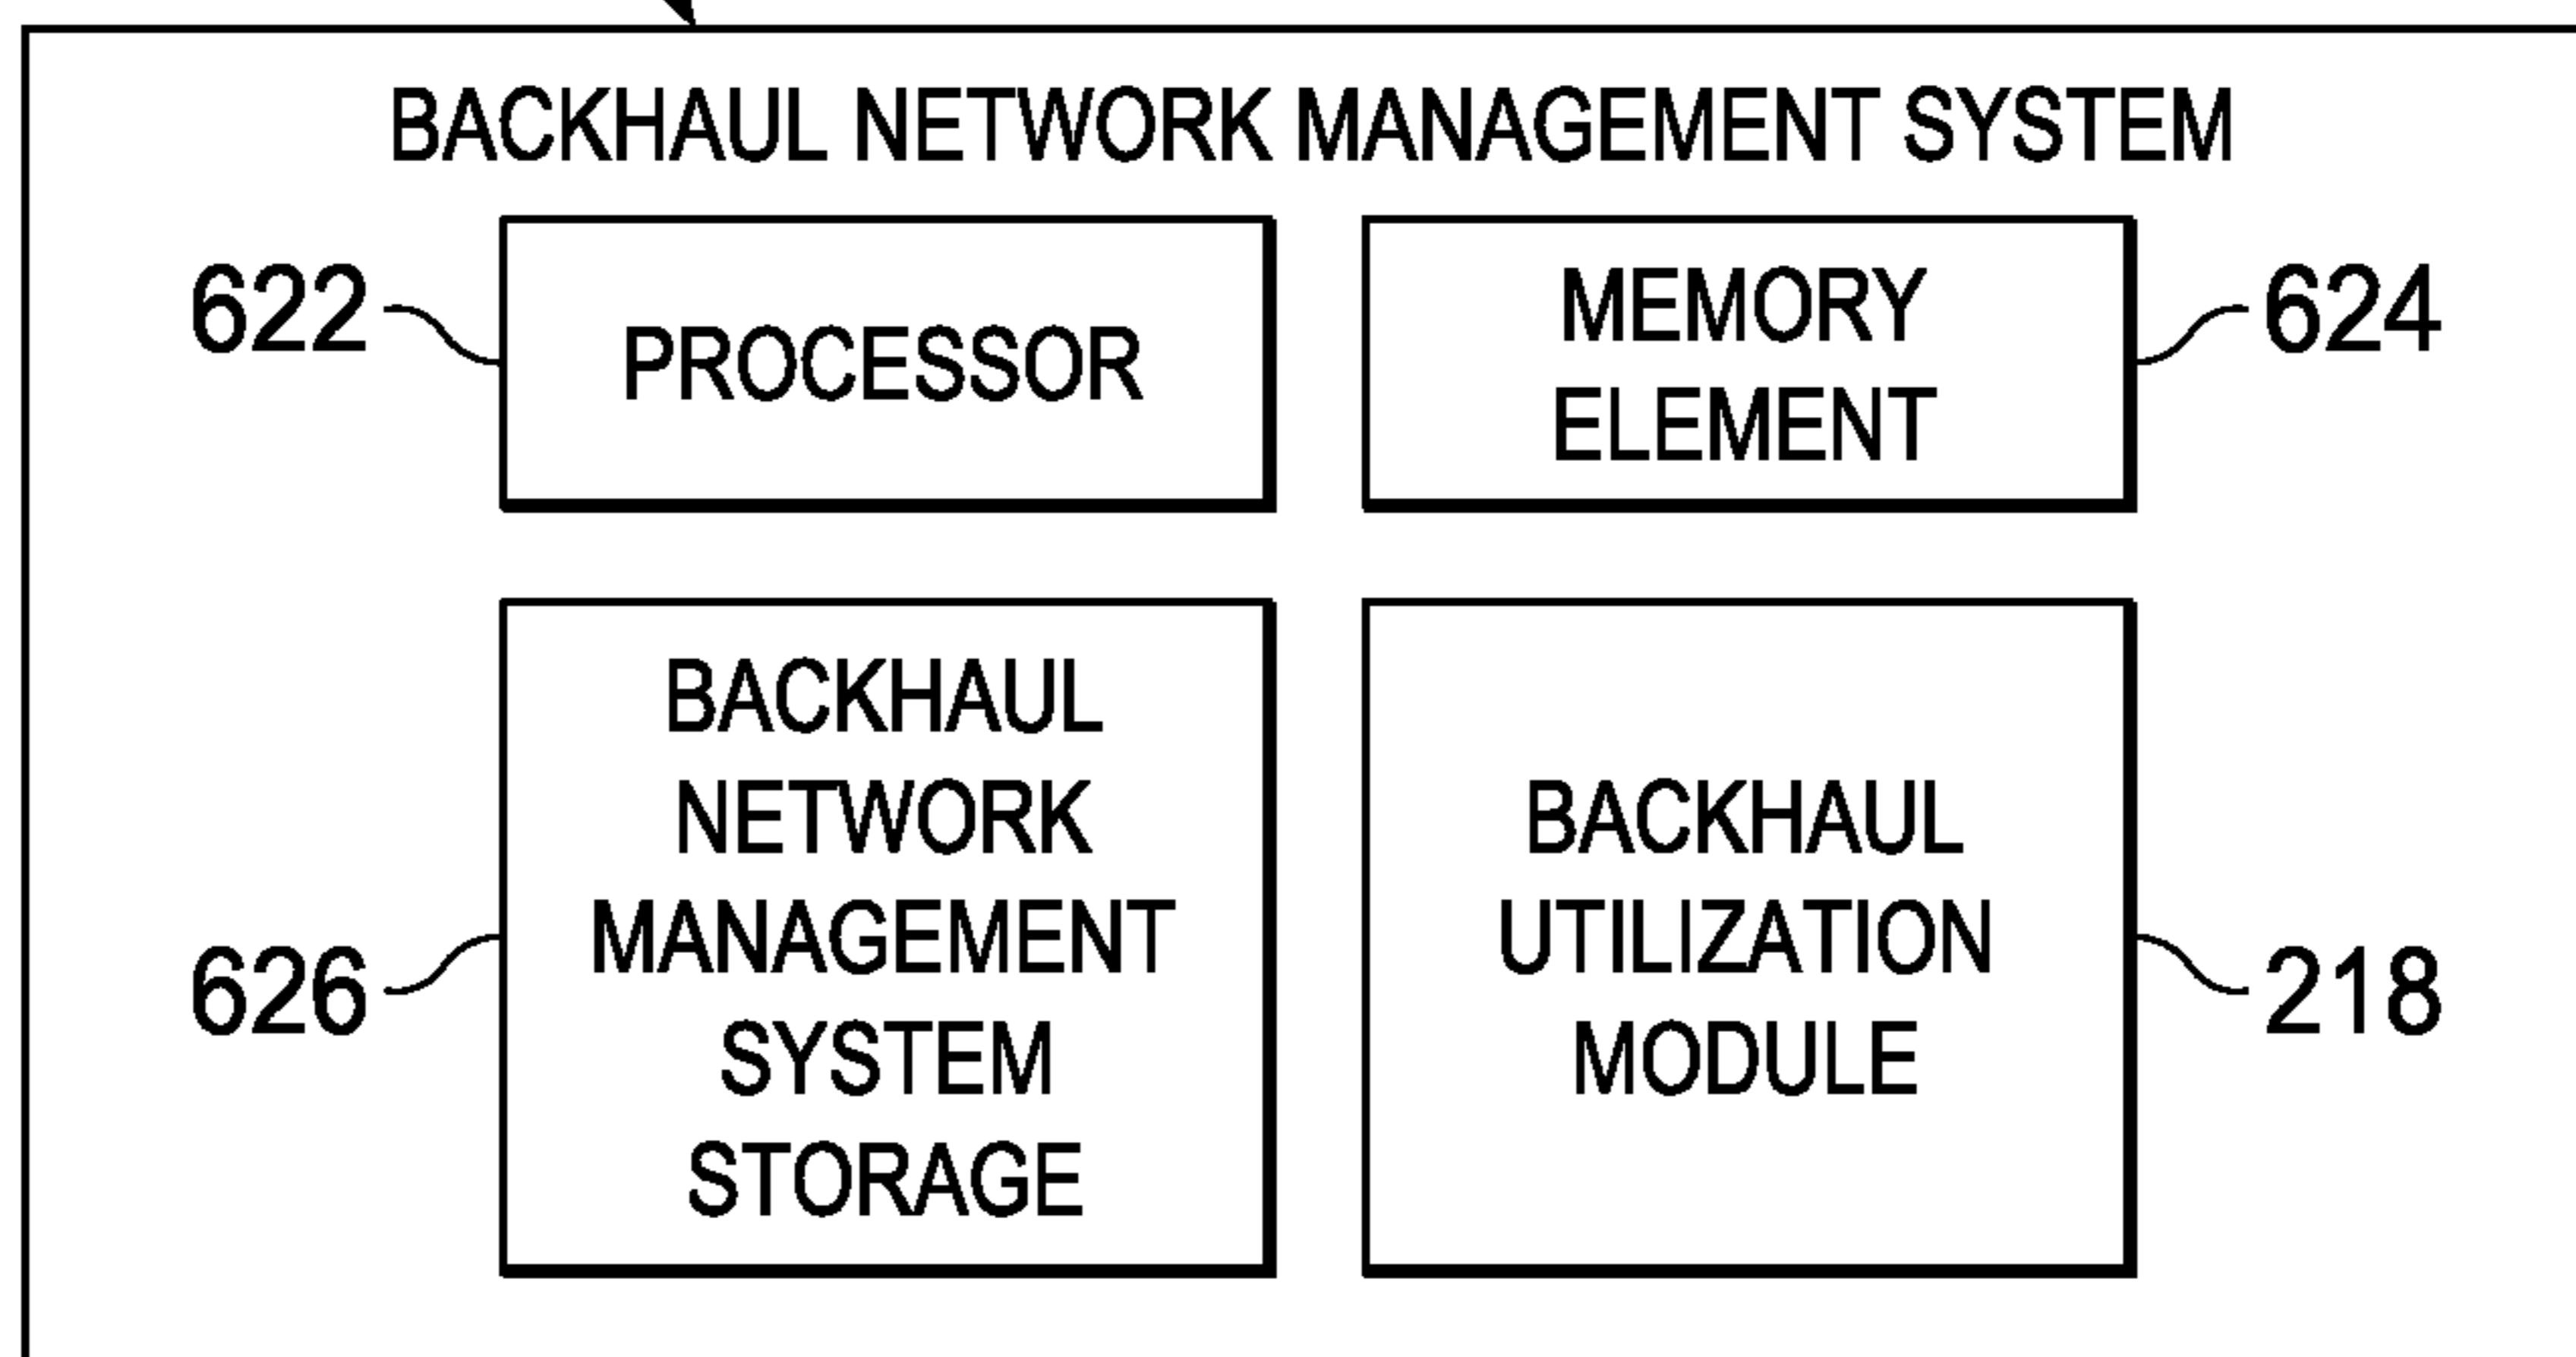 BACKHAUL NETWORK MANAGEMENT SYSTEM
622
PROCESSOR
MEMORY
ELEMENT
624
BACKHAUL
NETWORK
MANAGEMENT
SYSTEM
STORAGE
626
BACKHAUL
UTILIZATION
MODULE
218